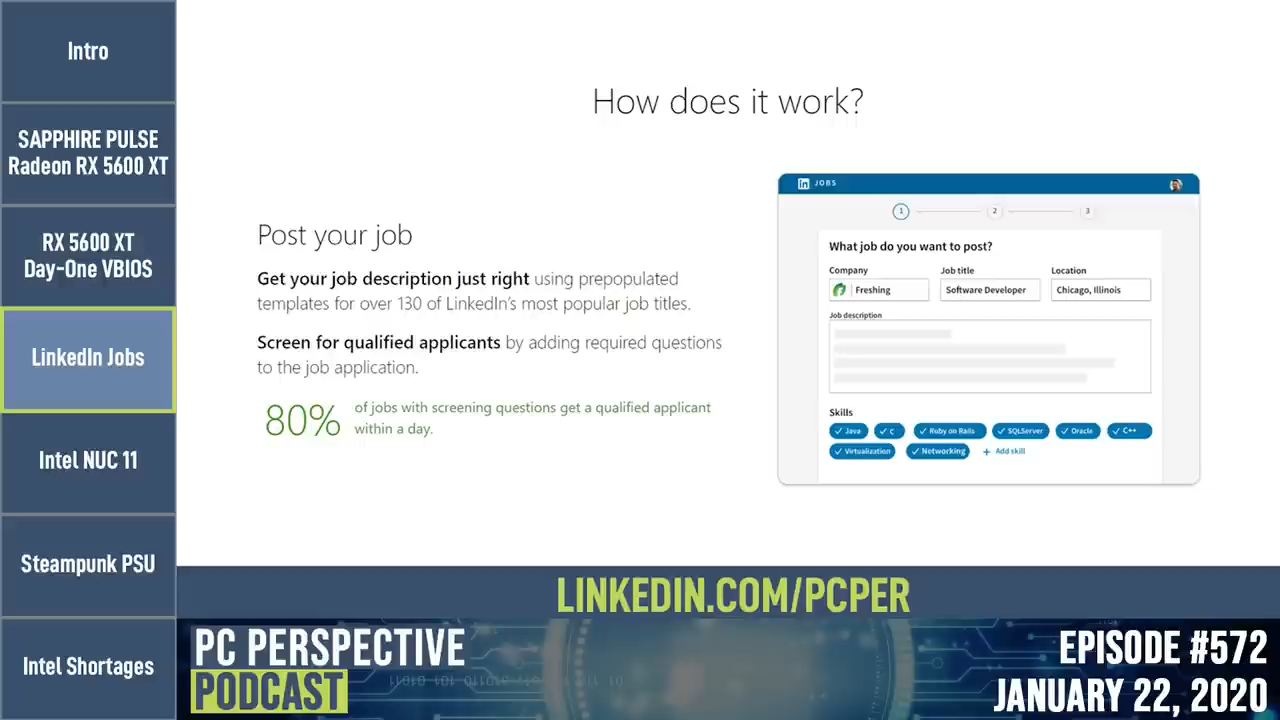 Intro
SAPPHIRE PULSE
Radeon RX 5600 XT
RX 5600 XT
Day-One VBIOS
LinkedIn Jobs
Intel NUC 11
Steampunk PSU
Intel Shortages
How does it work?
Post your job
Get your job description just right using prepopulated
templates for over 130 of LinkedIn's most popular job titles.
Screen for qualified applicants by adding required questions
to the job application.
80% of jobs with screening questions get a qualified applicant
within a day.
in JOBS
1 2 3
What job do you want to post?
Company Job title Location
Freshing Software Developer Chicago, Illinois
Job description
Skills
Java C Ruby on Rails SQLServer Oracle C++
Virtualization Networking + Add skill
LINKEDIN.COM/PCPER
PC PERSPECTIVE
PODCAST
EPISODE #572
JANUARY 22, 2020